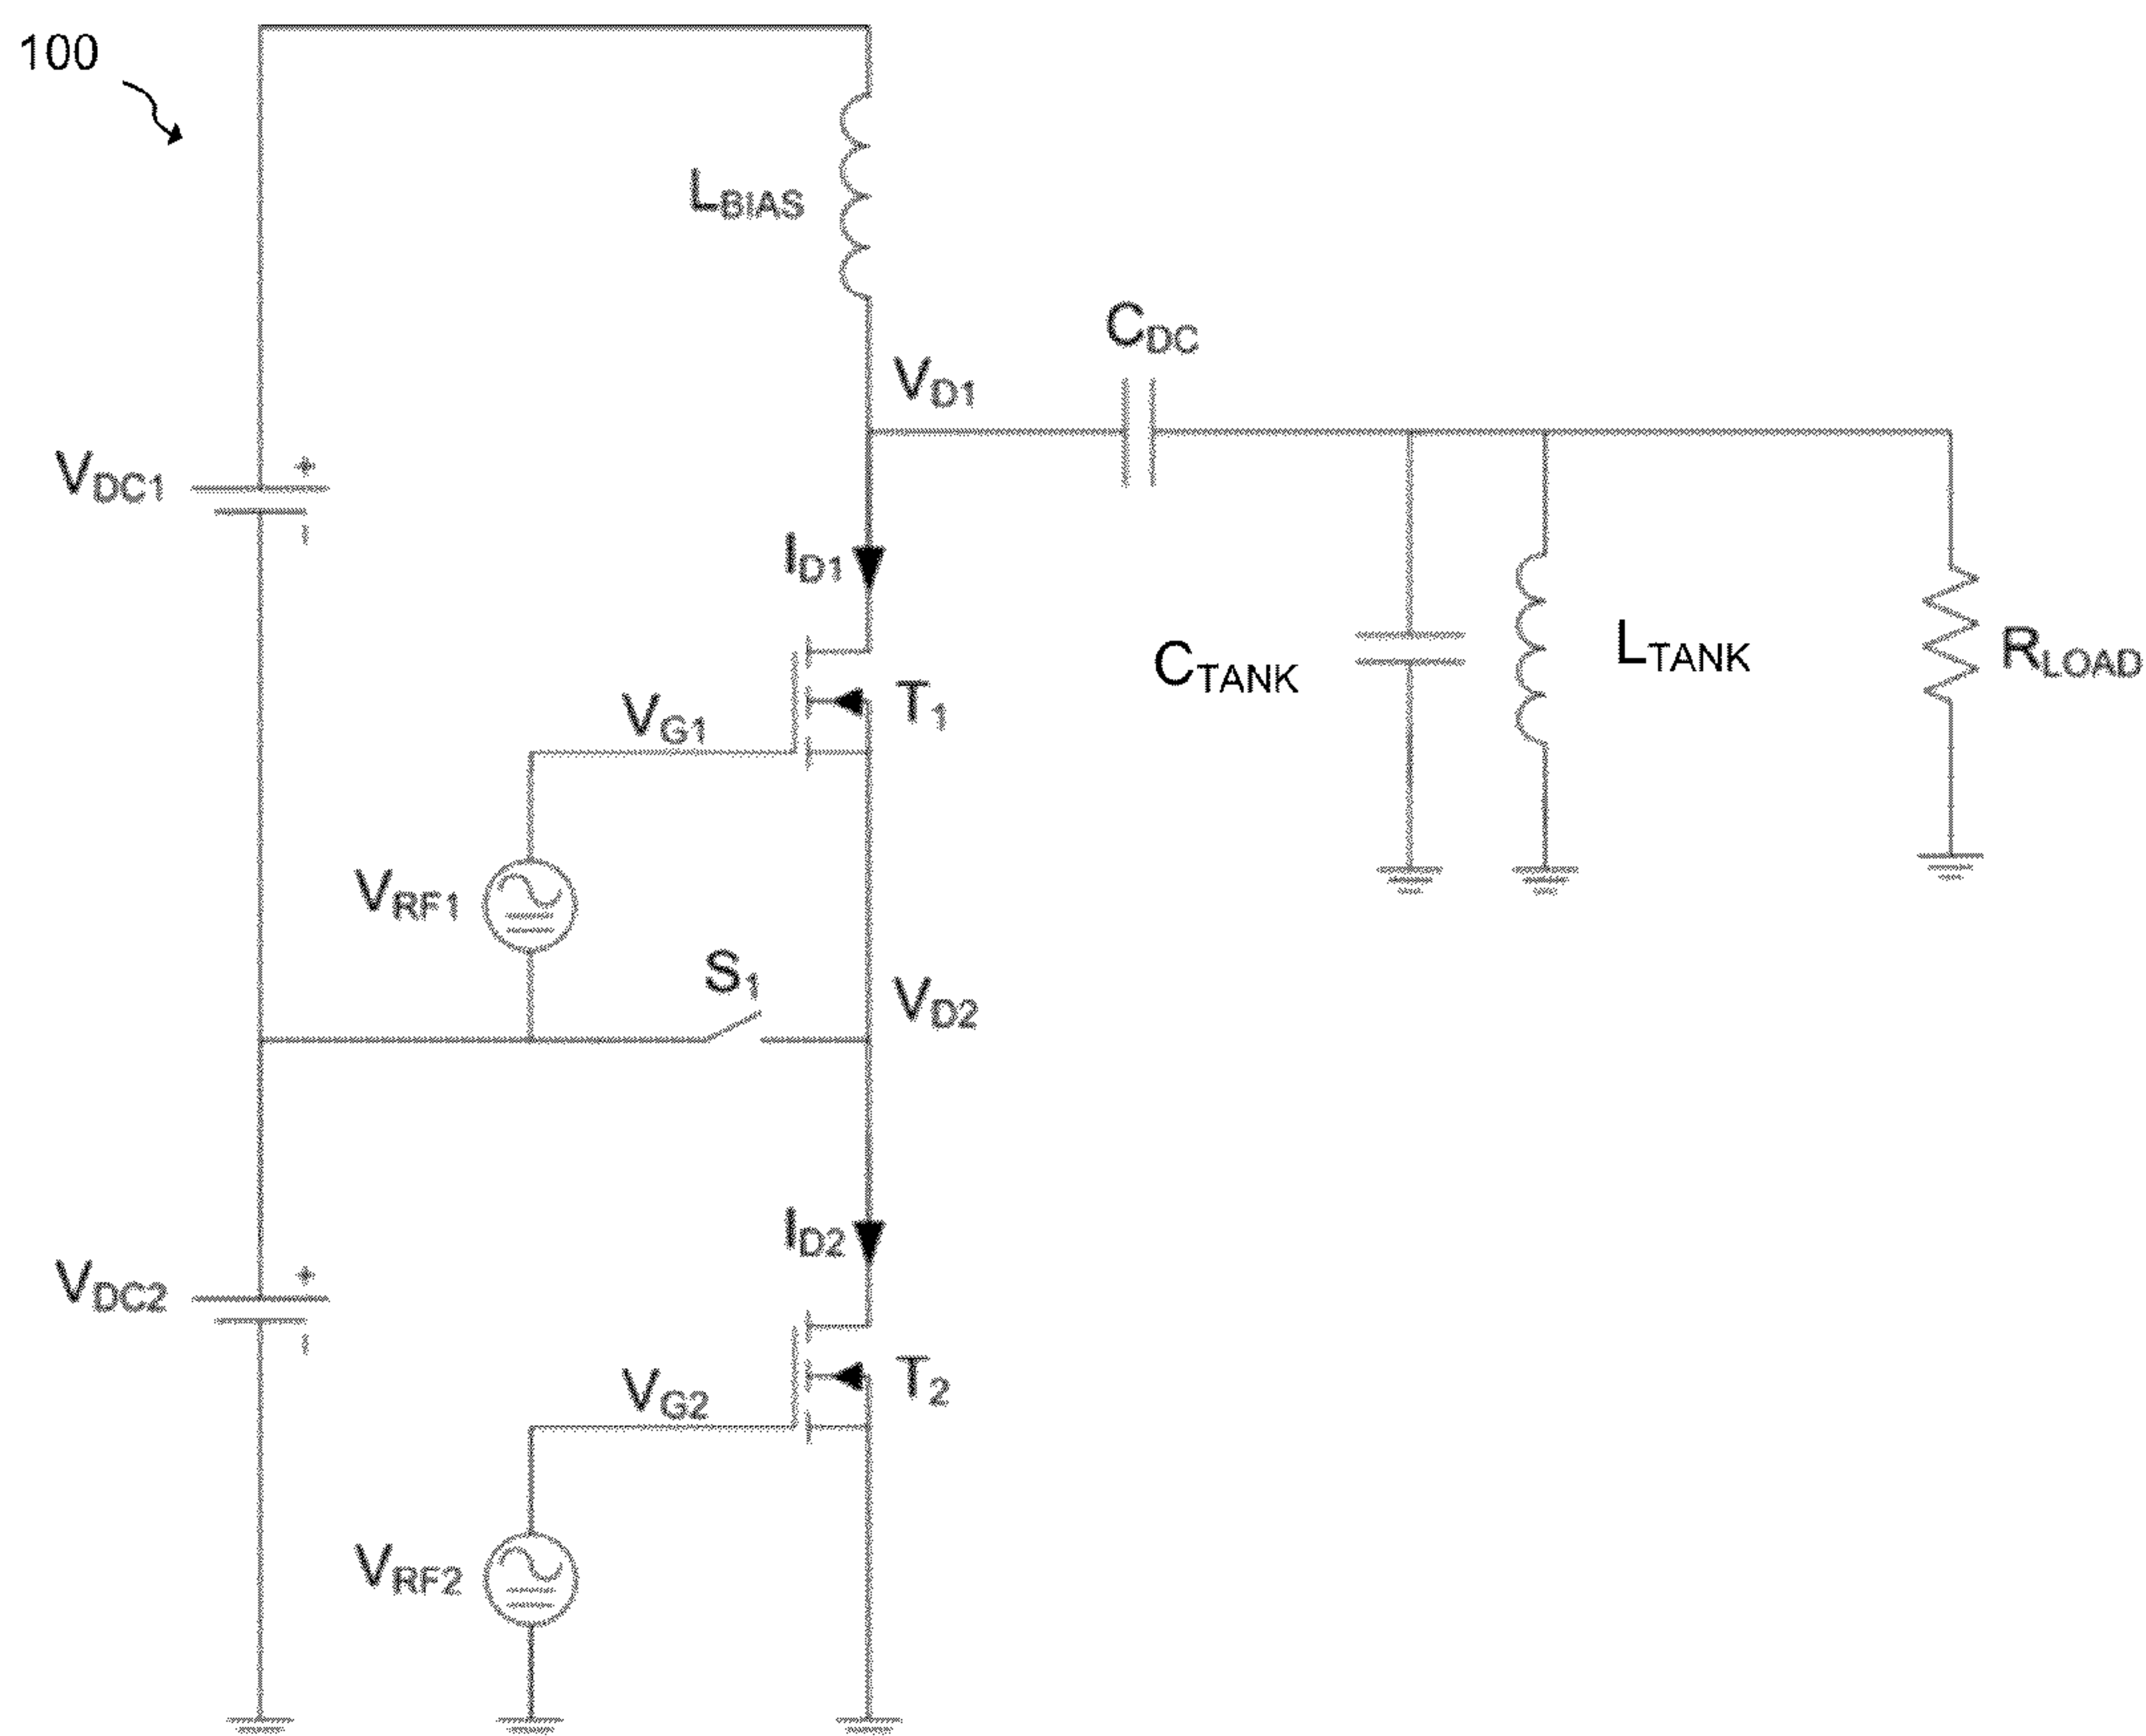 100
LBIAS
CDC
VD1
VDC1
+
-
ID1
T1
VG1
CTANK
LTANK
RLOAD
VRF1
S1
VD2
ID2
VDC2
+
-
T2
VG2
VRF2